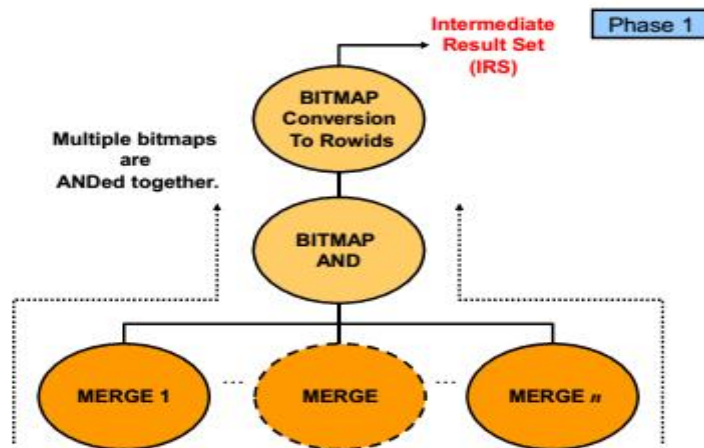 Phase 1
Intermediate
Result Set
(IRS)
BITMAP
Conversion
To Rowids
Multiple bitmaps
are
ANDed together.
BITMAP
AND
MERGE 1
...
MERGE
...
MERGE n